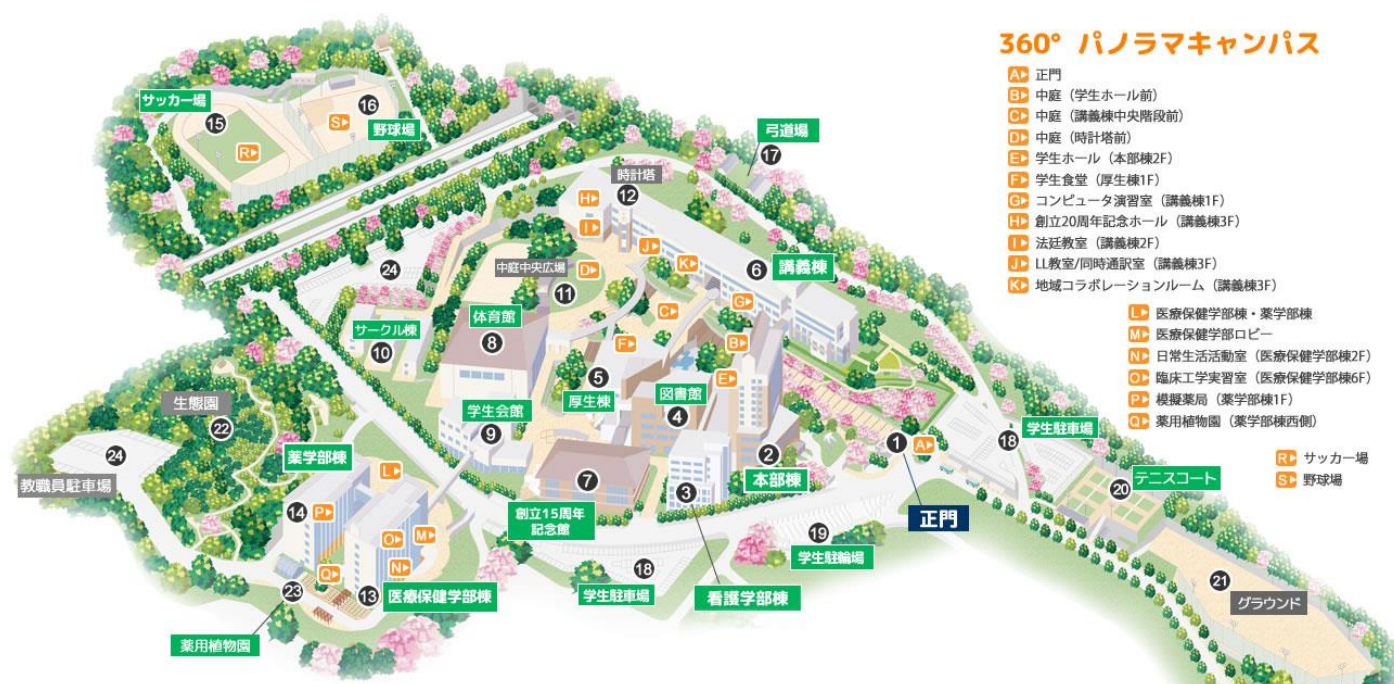 360° パノラマキャンパス
A 正門
B 中庭（学生ホール前）
C 中庭（講義棟中央階段前）
D 中庭（時計塔前）
E 学生ホール（本部棟2F）
F 学生食堂（厚生棟1F）
G コンピュータ演習室（講義棟1F）
H 創立20周年記念ホール（講義棟3F）
I 法廷教室（講義棟2F）
J LL教室/同時通訳室（講義棟3F）
K 地域コラボレーションルーム（講義棟3F）
L 医療保健学部棟・薬学部棟
M 医療保健学部ロビー
N 日常生活活動室（医療保健学部棟2F）
O 臨床工学実習室（医療保健学部棟6F）
P 模擬薬局（薬学部棟1F）
Q 薬用植物園（薬学部棟西側）
R サッカー場
S 野球場
サッカー場
15
R
16
S
野球場
弓道場
17
時計塔
12
H
I
J
K
6
講義棟
24
中庭中央広場
D
11
G
C
B
体育館
8
サークル棟
10
F
5
厚生棟
図書館
4
E
学生会館
9
生態園
22
24
教職員駐車場
薬学部棟
L
14
P
O
M
N
Q
13
23
医療保健学部棟
薬用植物園
7
創立15周年
記念館
3
2
本部棟
1
A
正門
18
学生駐車場
20
テニスコート
19
学生駐輪場
18
学生駐車場
看護学部棟
21
グラウンド